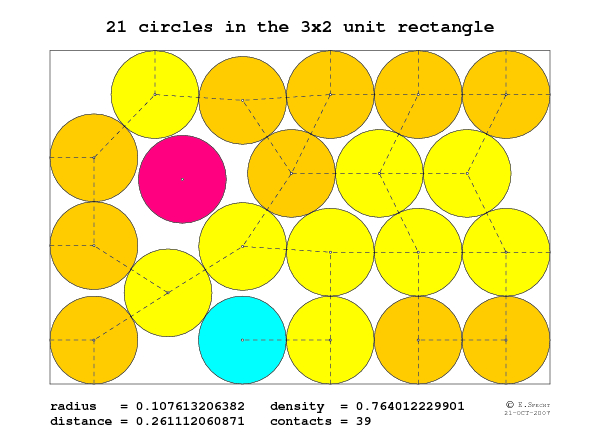 21 circles in the 3x2 unit rectangle
radius = 0.107613206382 density = 0.764012229901
distance = 0.261112060871 contacts = 39
© E.SPECHT
21-OCT-2007